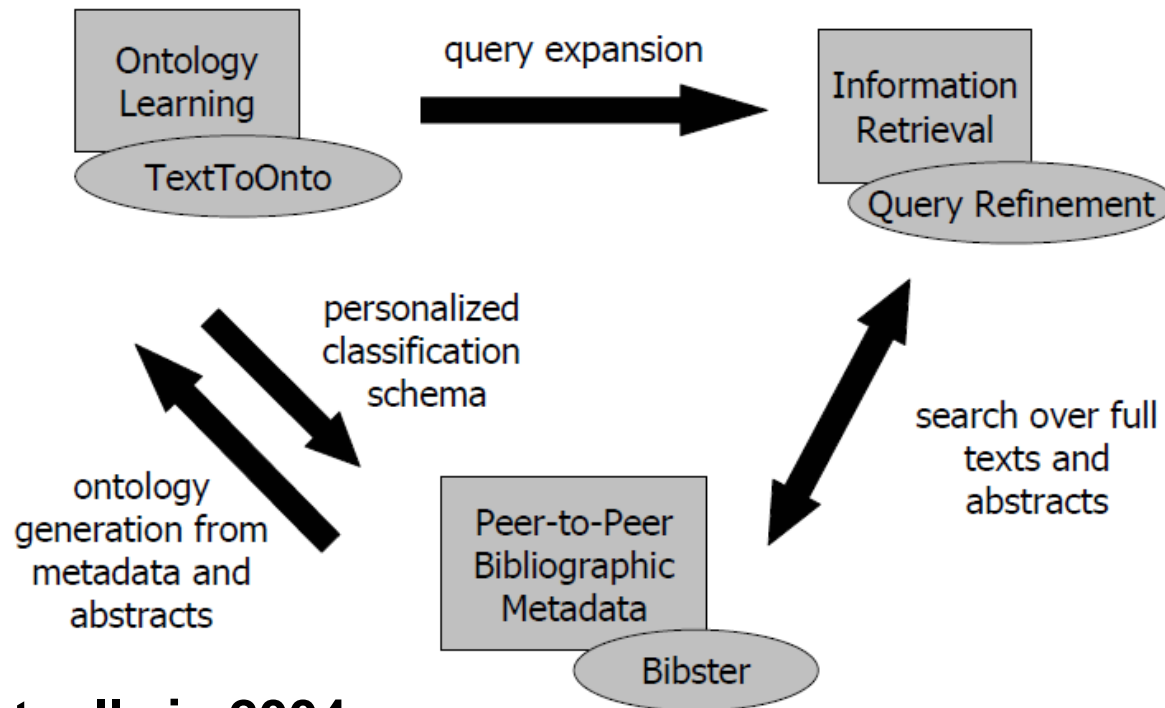 Ontology
Learning
TextToOnto
query expansion
Information
Retrieval
Query Refinement
personalized
classification
schema
ontology
generation from
metadata and
abstracts
search over full
texts and
abstracts
Peer-to-Peer
Bibliographic
Metadata
Bibster
2004